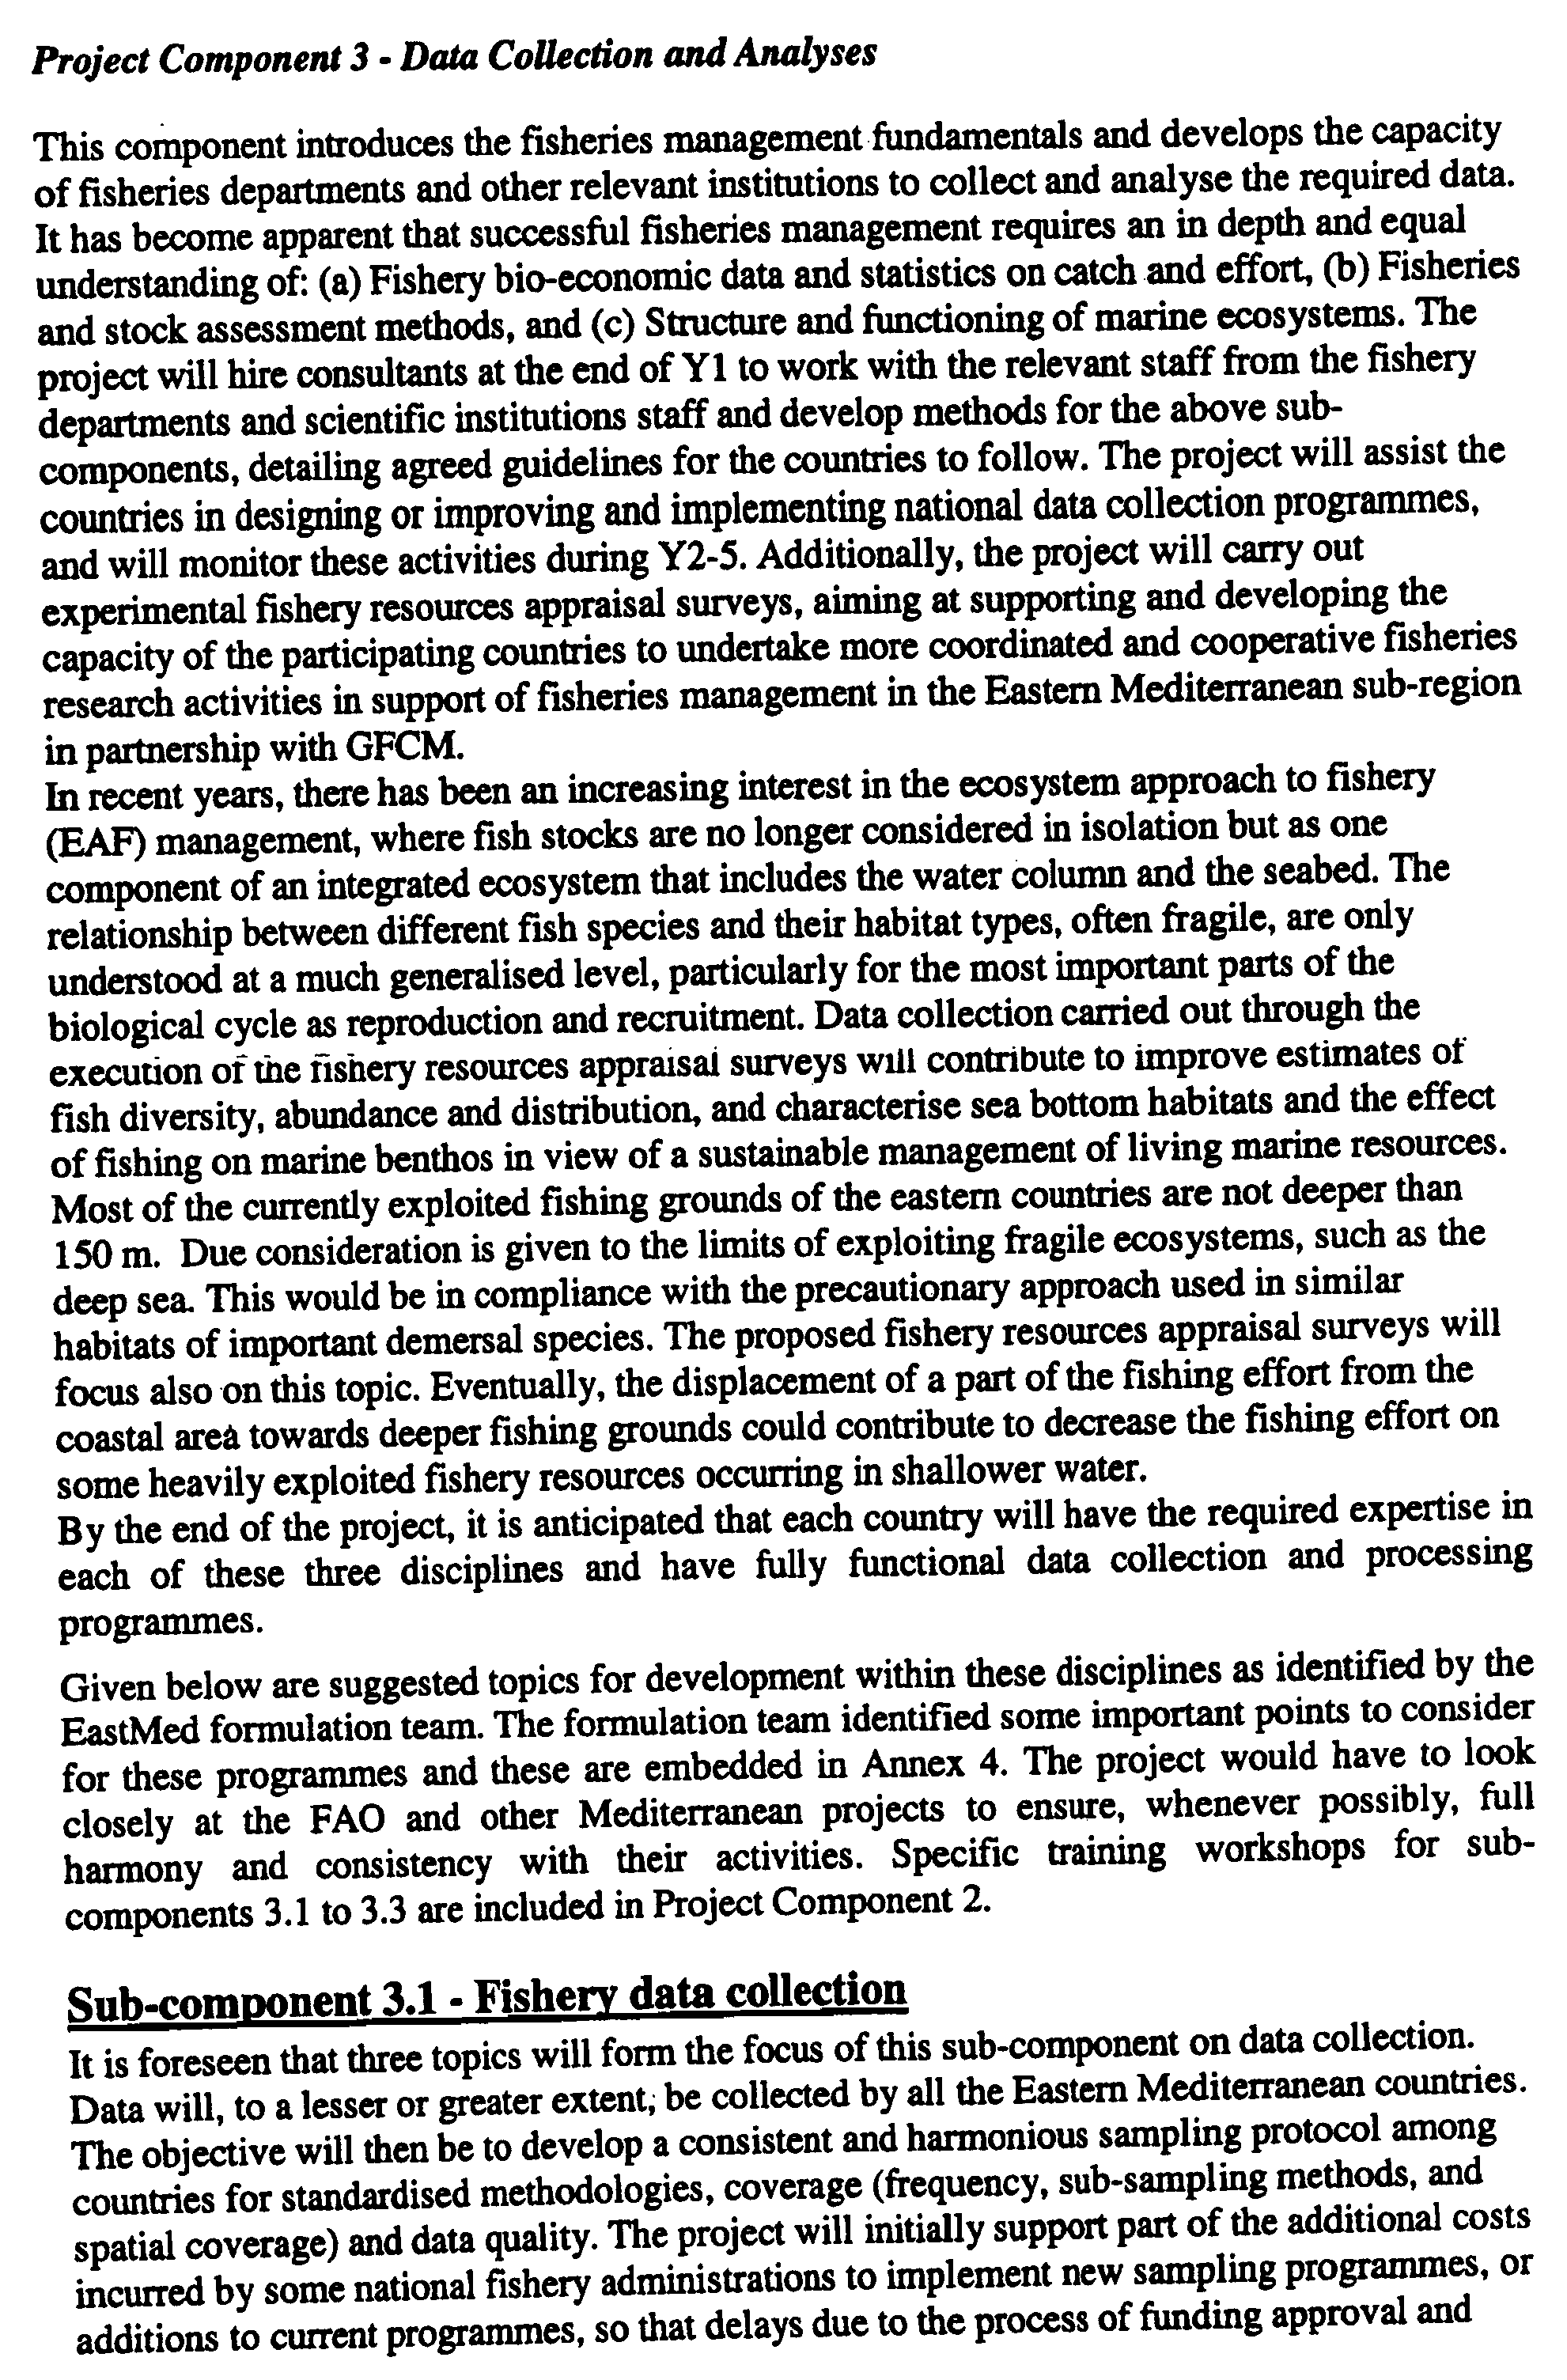 Project Component 3 - Data Collection and Analyses
This component introduces the fisheries management fundamentals and develops the capacity
of fisheries departments and other relevant institutions to collect and analyse the required data.
It has become apparent that successful fisheries management requires an in depth and equal
understanding of: (a) Fishery bio-economic data and statistics on catch and effort, (b) Fisheries
and stock assessment methods, and (c) Structure and functioning of marine ecosystems. The
project will hire consultants at the end of Y1 to work with the relevant staff from the fishery
departments and scientific institutions staff and develop methods for the above sub-
components, detailing agreed guidelines for the countries to follow. The project will assist the
countries in designing or improving and implementing national data collection programmes,
and will monitor these activities during Y2-5. Additionally, the project will carry out
experimental fishery resources appraisal surveys, aiming at supporting and developing the
capacity of the participating countries to undertake more coordinated and cooperative fisheries
research activities in support of fisheries management in the Eastern Mediterranean sub-region
in partnership with GFCM.
In recent years, there has been an increasing interest in the ecosystem approach to fishery
(EAF) management, where fish stocks are no longer considered in isolation but as one
component of an integrated ecosystem that includes the water column and the seabed. The
relationship between different fish species and their habitat types, often fragile, are only
understood at a much generalised level, particularly for the most important parts of the
biological cycle as reproduction and recruitment. Data collection carried out through the
execution of the fishery resources appraisal surveys will contribute to improve estimates of
fish diversity, abundance and distribution, and characterise sea bottom habitats and the effect
of fishing on marine benthos in view of a sustainable management of living marine resources.
Most of the currently exploited fishing grounds of the eastern countries are not deeper than
150 m. Due consideration is given to the limits of exploiting fragile ecosystems, such as the
deep sea. This would be in compliance with the precautionary approach used in similar
habitats of important demersal species. The proposed fishery resources appraisal surveys will
focus also on this topic. Eventually, the displacement of a part of the fishing effort from the
coastal area towards deeper fishing grounds could contribute to decrease the fishing effort on
some heavily exploited fishery resources occurring in shallower water.
By the end of the project, it is anticipated that each country will have the required expertise in
each of these three disciplines and have fully functional data collection and processing
programmes.
Given below are suggested topics for development within these disciplines as identified by the
EastMed formulation team. The formulation team identified some important points to consider
for these programmes and these are embedded in Annex 4. The project would have to look
closely at the FAO and other Mediterranean projects to ensure, whenever possibly, full
harmony and consistency with their activities. Specific training workshops for sub-
components 3.1 to 3.3 are included in Project Component 2.
Sub-component 3.1 - Fishery data collection
It is foreseen that three topics will form the focus of this sub-component on data collection.
Data will, to a lesser or greater extent, be collected by all the Eastern Mediterranean countries.
The objective will then be to develop a consistent and harmonious sampling protocol among
countries for standardised methodologies, coverage (frequency, sub-sampling methods, and
spatial coverage) and data quality. The project will initially support part of the additional costs
incurred by some national fishery administrations to implement new sampling programmes, or
additions to current programmes, so that delays due to the process of funding approval and